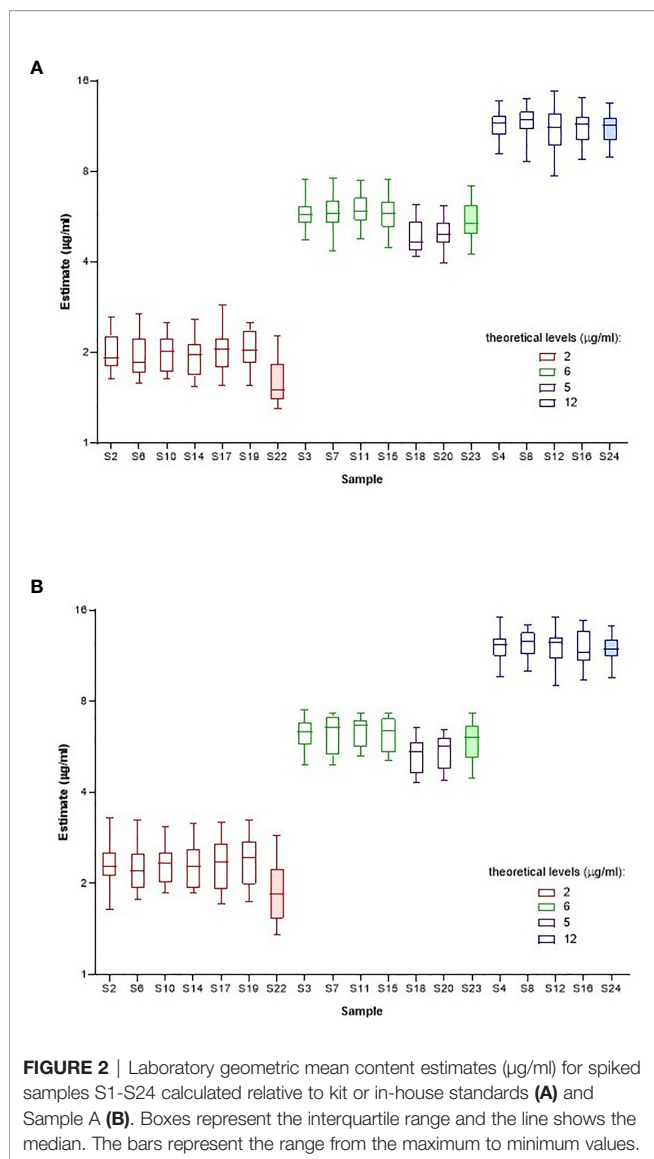 A
16
8
4
2
1
Estimate (µg/ml)
theoretical levels (µg/ml):
2
6
5
12
S2 S6 S10 S14 S17 S19 S22 S3 S7 S11 S15 S18 S20 S23 S4 S8 S12 S16 S24
Sample
B
16
8
4
2
1
Estimate (µg/ml)
theoretical levels (µg/ml):
2
6
5
12
S2 S6 S10 S14 S17 S19 S22 S3 S7 S11 S15 S18 S20 S23 S4 S8 S12 S16 S24
Sample
FIGURE 2 | Laboratory geometric mean content estimates (µg/ml) for spiked
samples S1-S24 calculated relative to kit or in-house standards (A) and
Sample A (B). Boxes represent the interquartile range and the line shows the
median. The bars represent the range from the maximum to minimum values.